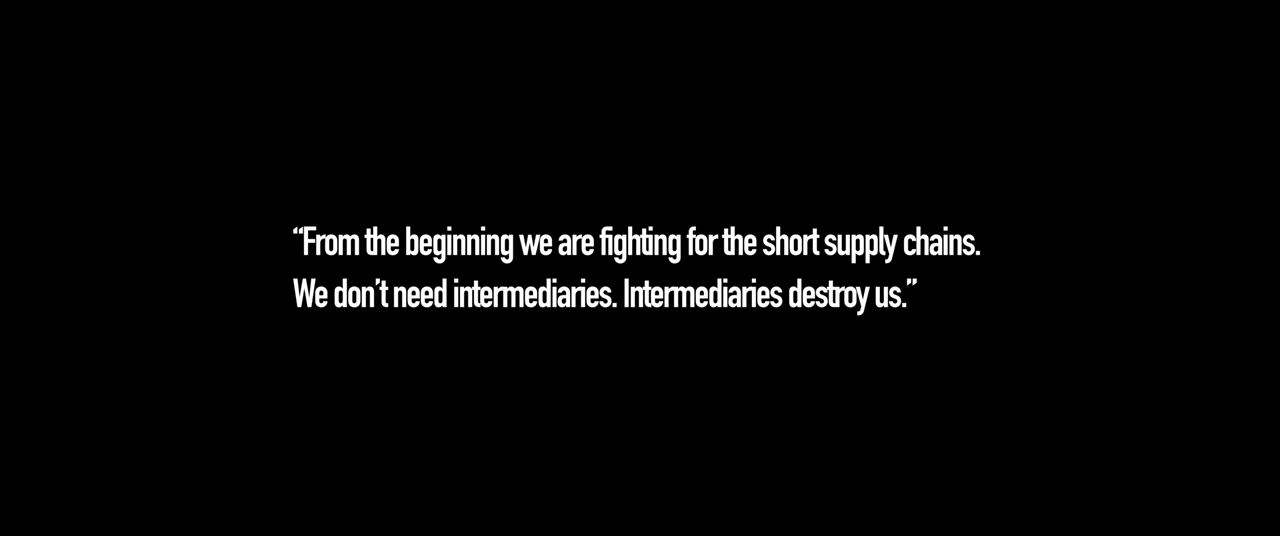 “From the beginning we are fighting for the short supply chains.
We don’t need intermediaries. Intermediaries destroy us.”